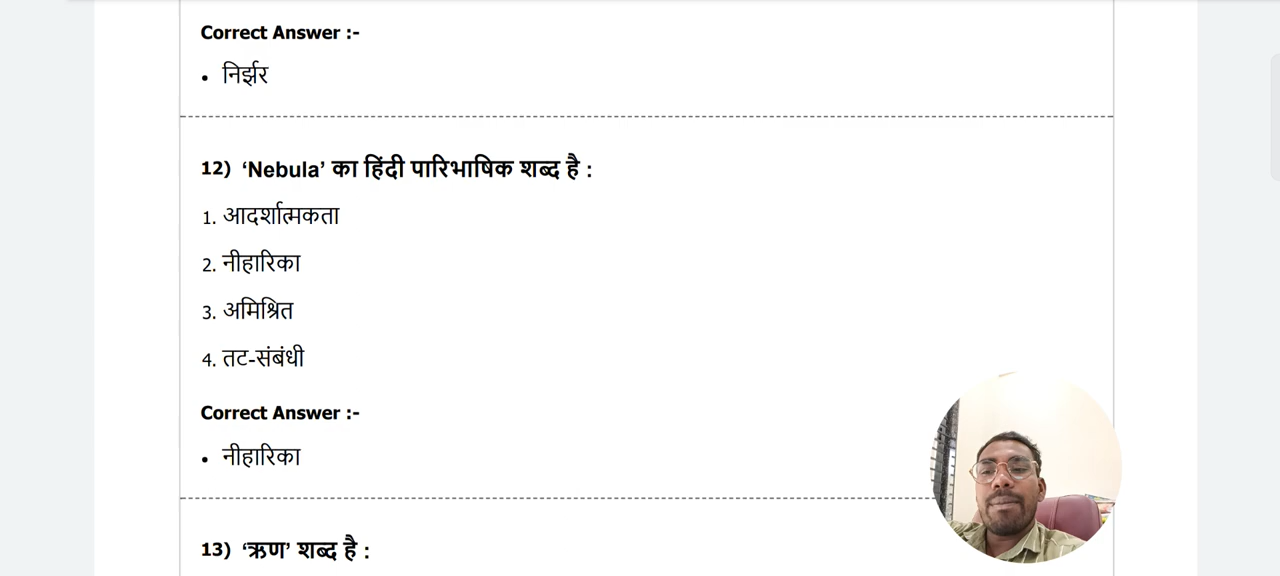 Correct Answer :-
• निर्झर
12) ‘Nebula’ का हिंदी पारिभाषिक शब्द है :
1. आदर्शात्मकता
2. नीहारिका
3. अमिश्रित
4. तट-संबंधी
Correct Answer :-
• नीहारिका
13) ‘ऋण’ शब्द है :